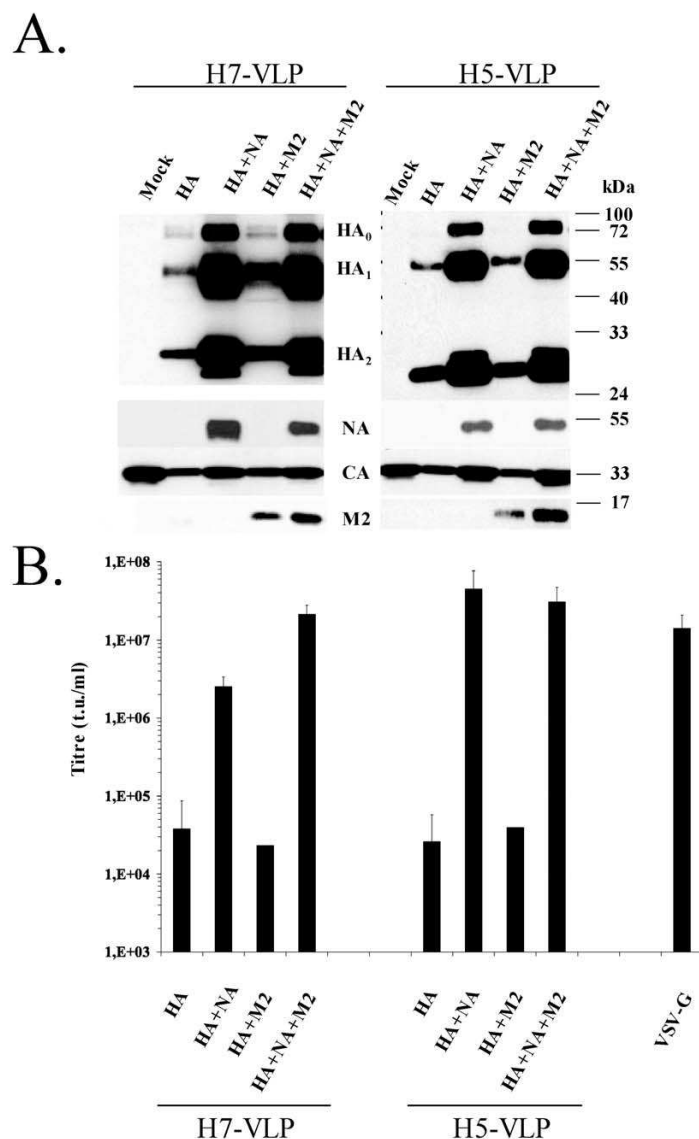 A.
H7-VLP H5-VLP
Mock HA HA+NA HA+M2 HA+NA+M2 Mock HA HA+NA HA+M2 HA+NA+M2 kDa
HA0
HA1
HA2
NA
CA
M2
100
72
55
40
33
24
55
33
17
B.
Titre (t.u./ml)
1,E+08
1,E+07
1,E+06
1,E+05
1,E+04
1,E+03
HA HA+NA HA+M2 HA+NA+M2 HA HA+NA HA+M2 HA+NA+M2 VSV-G
H7-VLP H5-VLP